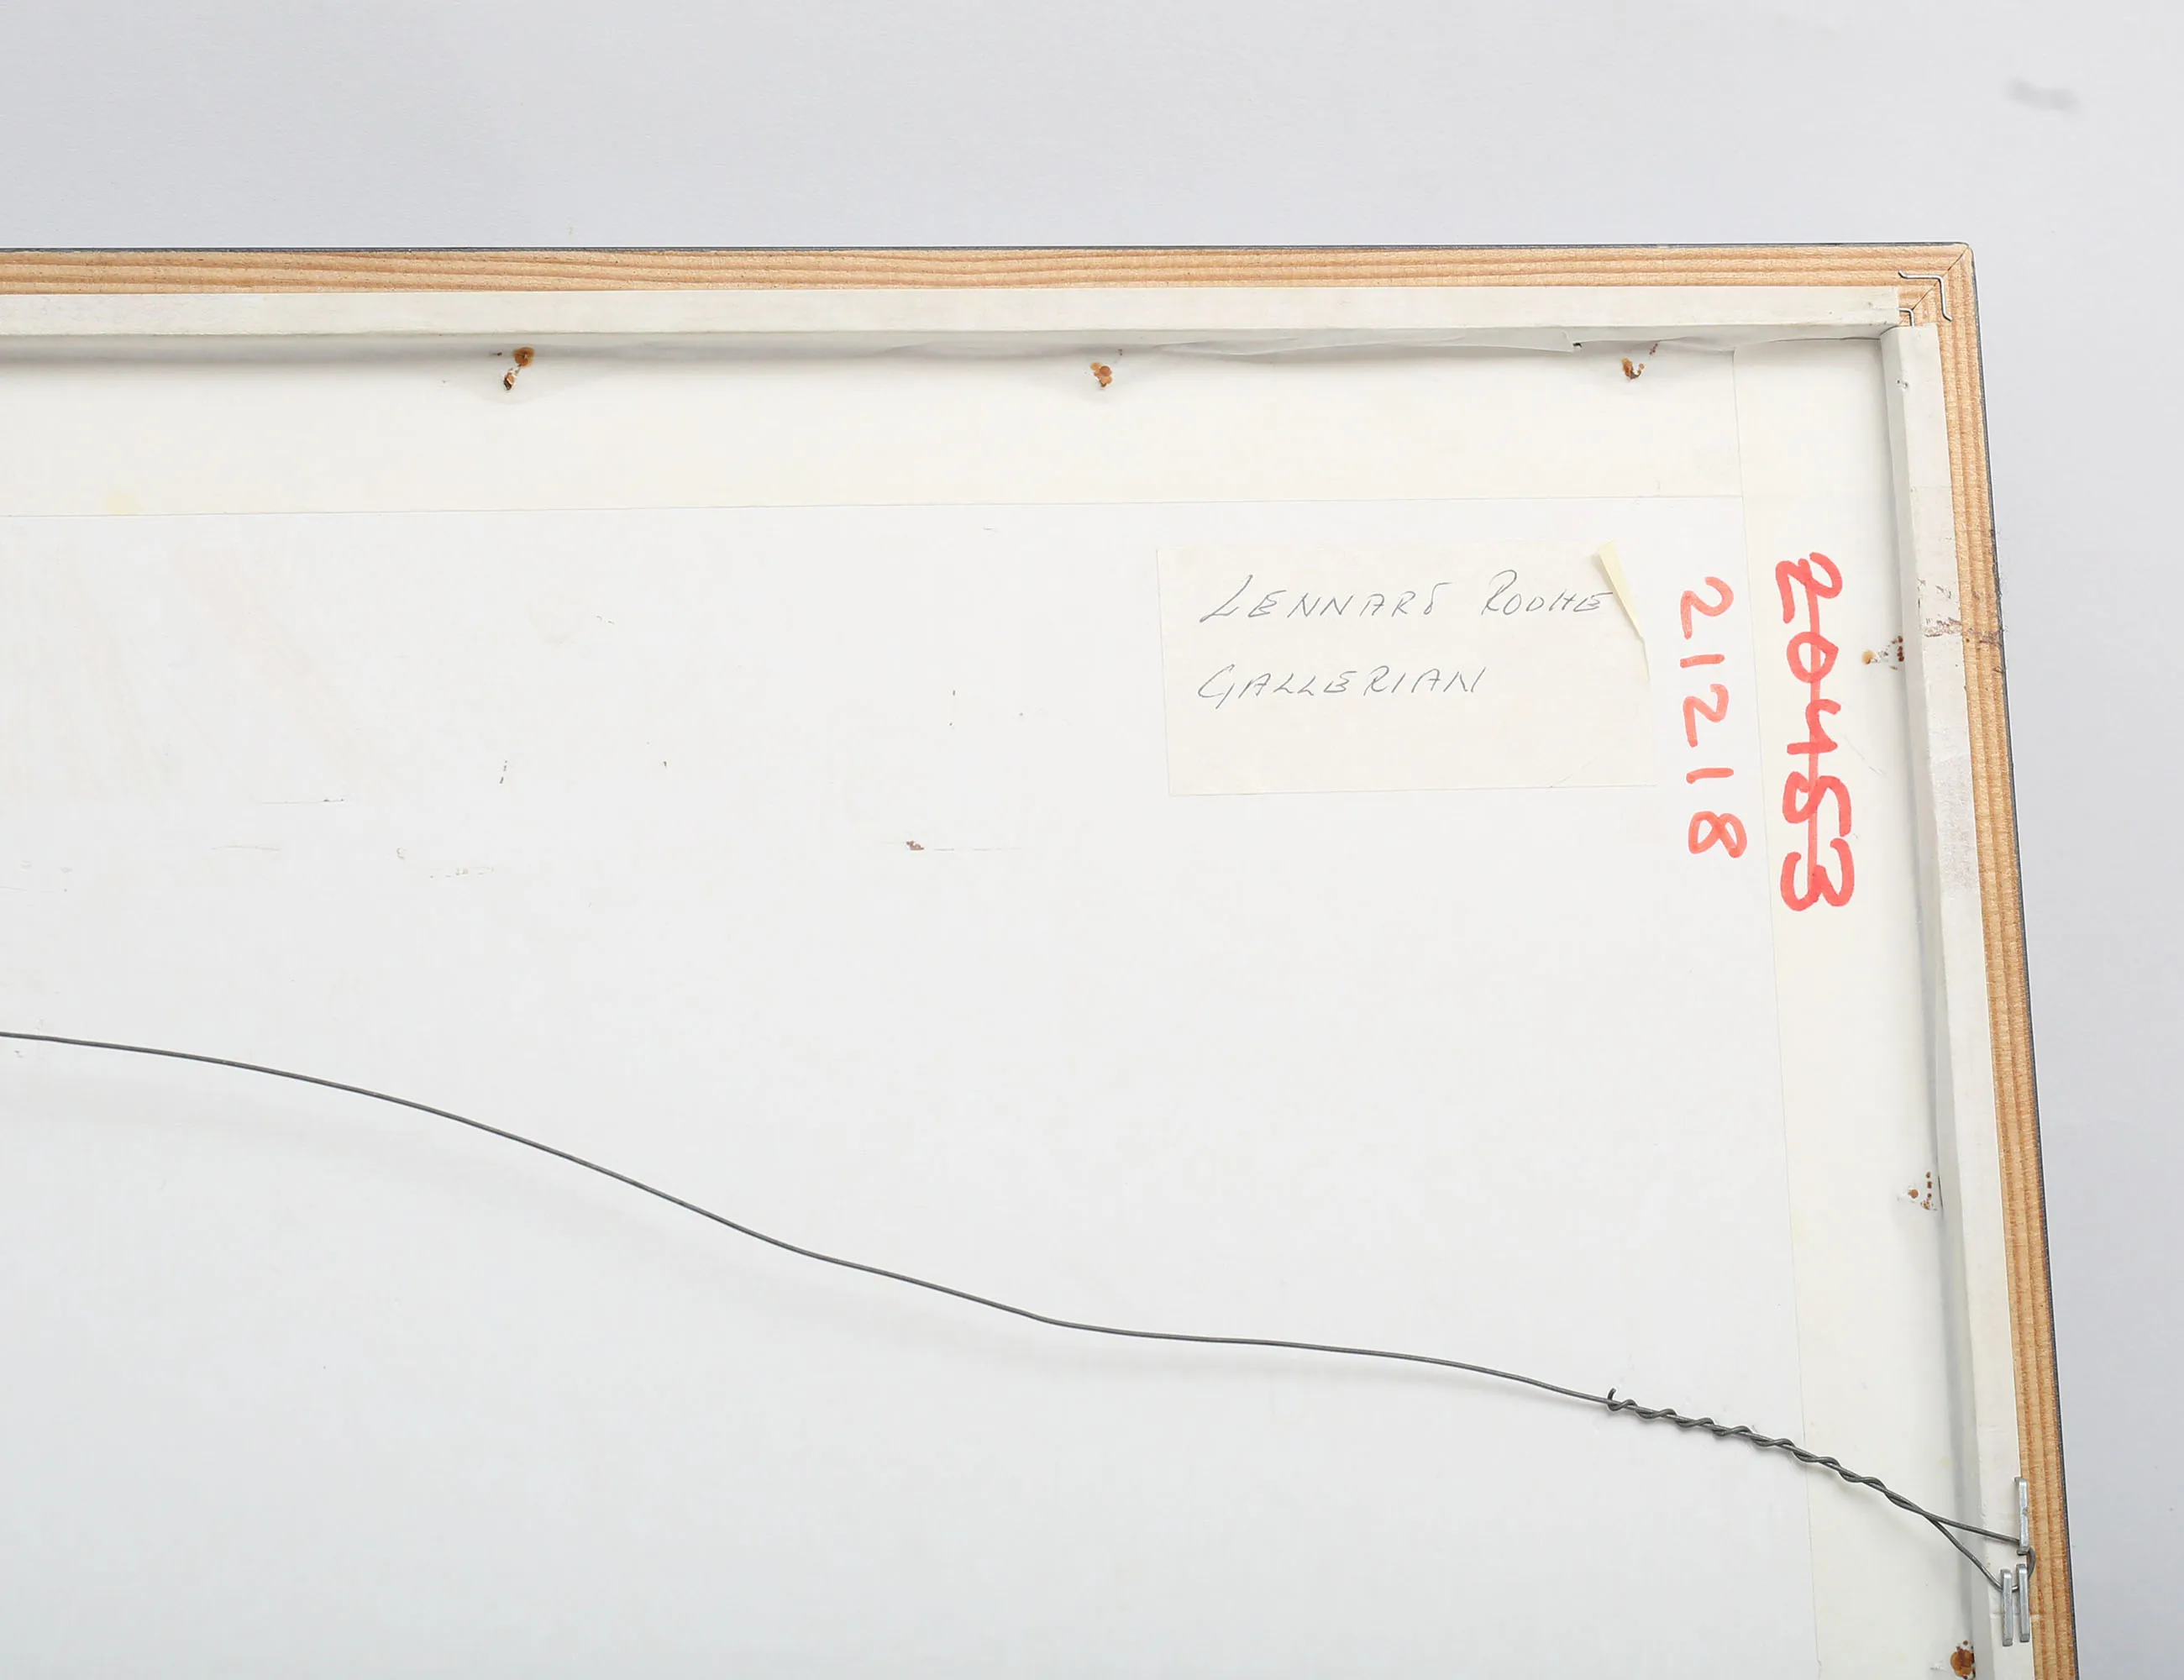 LENNART RODHE
GALLERIAN
21218
20453